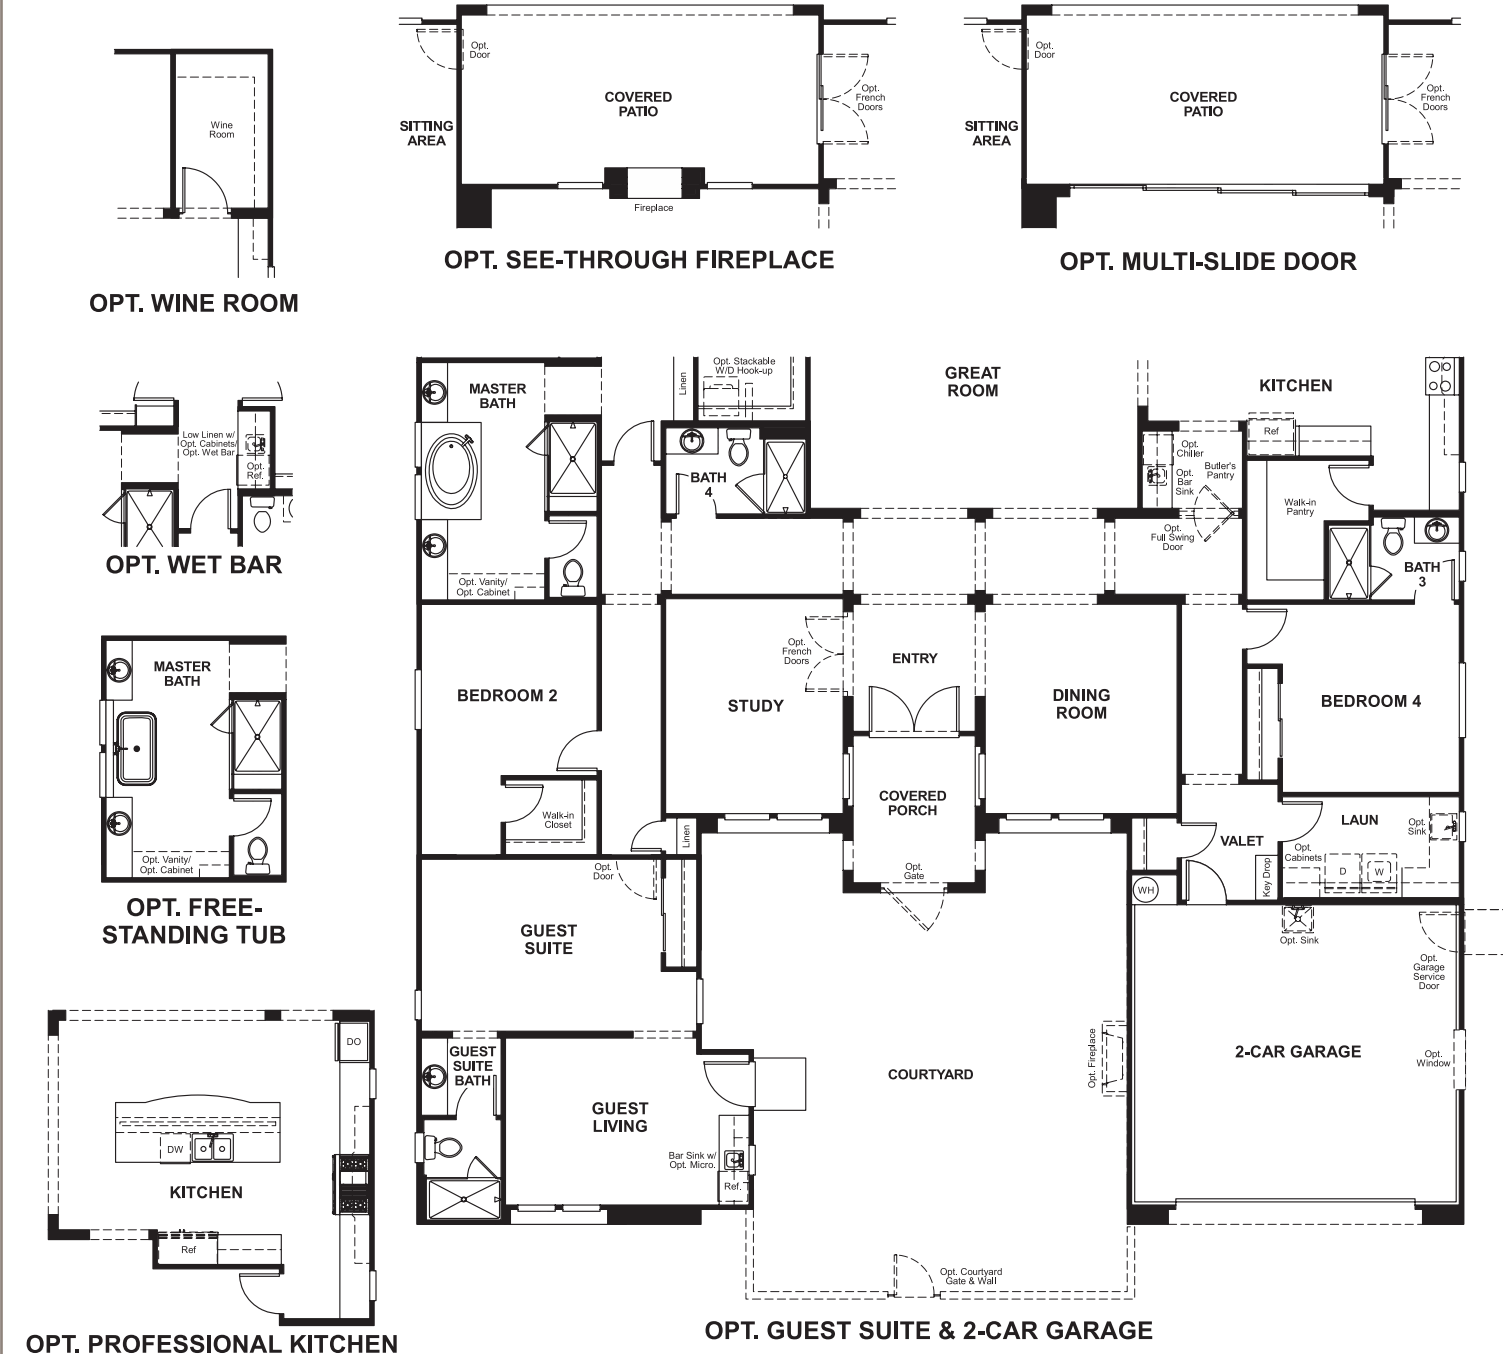 Wine
Room
OPT. WINE ROOM
Opt.
Door
COVERED
PATIO
Opt.
French
Doors
SITTING
AREA
Fireplace
OPT. SEE-THROUGH FIREPLACE
Opt.
Door
COVERED
PATIO
Opt.
French
Doors
SITTING
AREA
OPT. MULTI-SLIDE DOOR
Low Linen w/
Opt. Cabinets/
Opt. Wet Bar
Opt.
Ref.
OPT. WET BAR
MASTER
BATH
Opt. Vanity/
Opt. Cabinet
OPT. FREE-
STANDING TUB
DO
DW
KITCHEN
Ref
OPT. PROFESSIONAL KITCHEN
MASTER
BATH
Linen
Opt. Stackable
W/D Hook-up
GREAT
ROOM
KITCHEN
Ref
BATH
4
Opt.
Chiller
Opt.
Bar
Sink
Butler's
Pantry
Walk-in
Pantry
Opt.
Full Swing
Door
BATH
3
Opt. Vanity/
Opt. Cabinet
BEDROOM 2
Opt.
French
Doors
STUDY
ENTRY
DINING
ROOM
BEDROOM 4
Walk-in
Closet
Linen
COVERED
PORCH
Opt.
Gate
VALET
LAUN
Opt.
Sink
Opt.
Cabinets
D
W
Key Drop
WH
Opt.
Door
GUEST
SUITE
Opt. Sink
Opt.
Garage
Service
Door
GUEST
SUITE
BATH
GUEST
LIVING
Bar Sink w/
Opt. Micro.
Ref.
COURTYARD
Opt. Fireplace
2-CAR GARAGE
Opt.
Window
Opt. Courtyard
Gate & Wall
OPT. GUEST SUITE & 2-CAR GARAGE